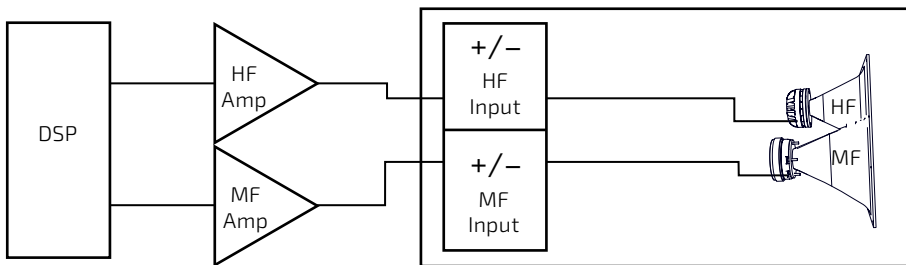 DSP
HF
Amp
MF
Amp
+/–
HF
Input
+/–
MF
Input
HF
MF